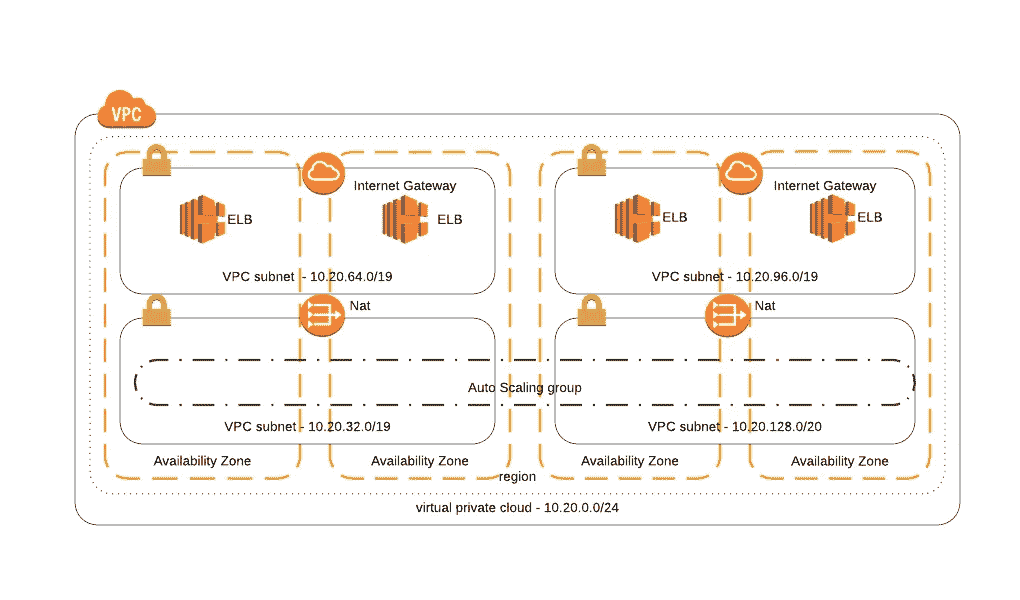 VPC
Internet Gateway
Internet Gateway
ELB
ELB
ELB
ELB
VPC subnet - 10.20.64.0/19
VPC subnet - 10.20.96.0/19
Nat
Nat
Auto Scaling group
VPC subnet - 10.20.32.0/19
VPC subnet - 10.20.128.0/20
Availability Zone
Availability Zone
Availability Zone
Availability Zone
region
virtual private cloud - 10.20.0.0/24